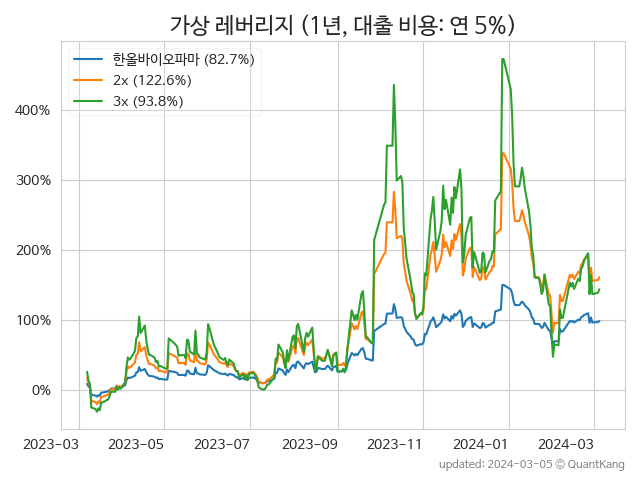 가상 레버리지 (1년, 대출 비용: 연 5%)
한올바이오파마 (82.7%)
2x (122.6%)
3x (93.8%)
400%
300%
200%
100%
0%
2023-03 2023-05 2023-07 2023-09 2023-11 2024-01 2024-03
updated: 2024-03-05 © QuantKang